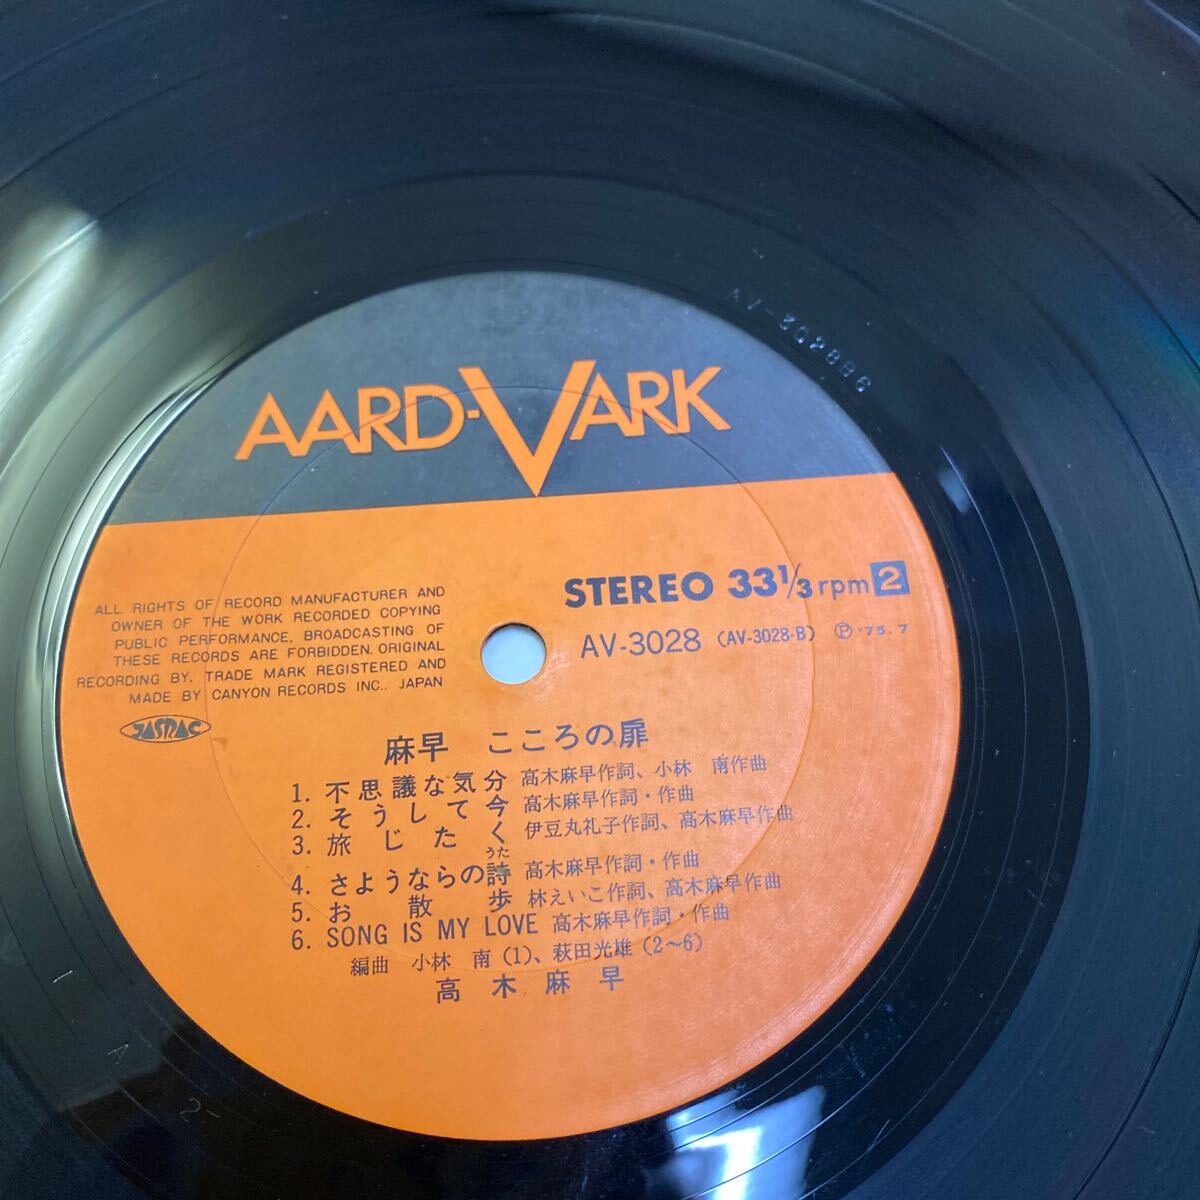 AARD-VARK
STEREO 33 1/3 rpm 2
AV-3028 (AV-3028-B) Ⓟ '75.7
ALL RIGHTS OF RECORD MANUFACTURER AND
OWNER OF THE WORK RECORDED COPYING
PUBLIC PERFORMANCE, BROADCASTING OF
THESE RECORDS ARE FORBIDDEN. ORIGINAL
RECORDING BY. TRADE MARK REGISTERED AND
MADE BY CANYON RECORDS INC., JAPAN
JASRAC
麻早 こころの扉
1. 不思議な気分 高木麻早作詞、小林 南作曲
2. そうして今 高木麻早作詞・作曲
3. 旅じたく 伊豆丸礼子作詞、高木麻早作曲
うた
4. さようならの詩 高木麻早作詞・作曲
5. お散歩 林えいこ作詞、高木麻早作曲
6. SONG IS MY LOVE 高木麻早作詞・作曲
編曲 小林 南(1)、萩田光雄(2〜6)
高木麻早
1 A 2-